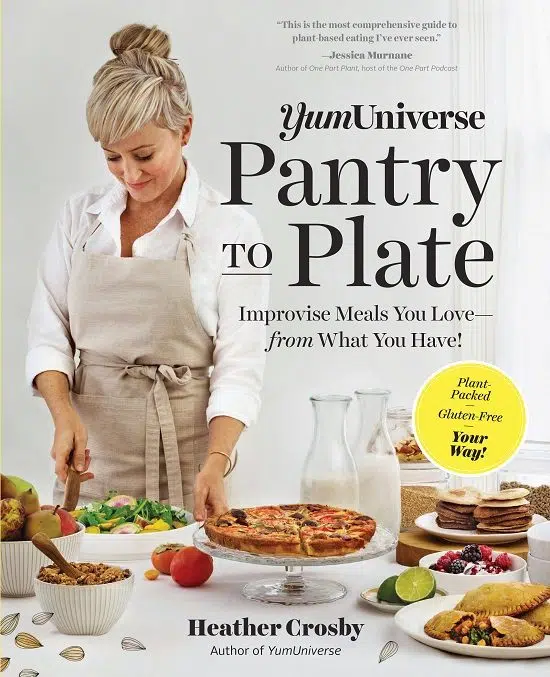 “This is the most comprehensive guide to
plant-based eating I’ve ever seen.”
—Jessica Murnane
Author of One Part Plant, host of the One Part Podcast
YumUniverse
Pantry
TO Plate
Improvise Meals You Love—
from What You Have!
Plant-
Packed
—
Gluten-Free
—
Your
Way!
Heather Crosby
Author of YumUniverse